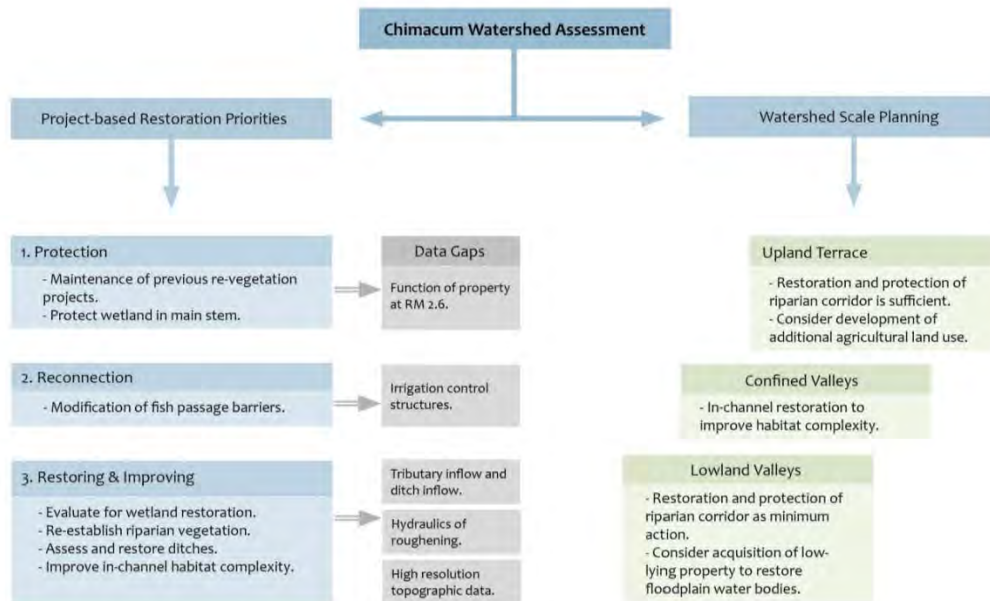 Chimacum Watershed Assessment
Project-based Restoration Priorities
Watershed Scale Planning
1. Protection
- Maintenance of previous re-vegetation
projects.
- Protect wetland in main stem.
Data Gaps
Function of property
at RM 2.6.
2. Reconnection
- Modification of fish passage barriers.
Irrigation control
structures.
3. Restoring & Improving
- Evaluate for wetland restoration.
- Re-establish riparian vegetation.
- Assess and restore ditches.
- Improve in-channel habitat complexity.
Tributary inflow and
ditch inflow.
Hydraulics of
roughening.
High resolution
topographic data.
Upland Terrace
- Restoration and protection of
riparian corridor is sufficient.
- Consider development of
additional agricultural land use.
Confined Valleys
- In-channel restoration to
improve habitat complexity.
Lowland Valleys
- Restoration and protection of
riparian corridor as minimum
action.
- Consider acquisition of low-
lying property to restore
floodplain water bodies.